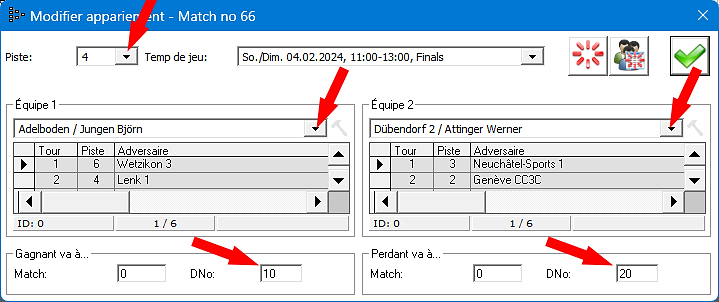 Modifier appariement - Match no 66
Piste: 4 Temp de jeu: So./Dim. 04.02.2024, 11:00-13:00, Finals
Équipe 1
Adelboden / Jungen Björn
Tour Piste Adversaire
1 6 Wetzikon 3
2 4 Lenk 1
ID: 0 1 / 6
Équipe 2
Dübendorf 2 / Attinger Werner
Tour Piste Adversaire
1 3 Neuchâtel-Sports 1
2 2 Genève CC3C
ID: 0 1 / 6
Gagnant va à...
Match: 0 DNo: 10
Perdant va à...
Match: 0 DNo: 20